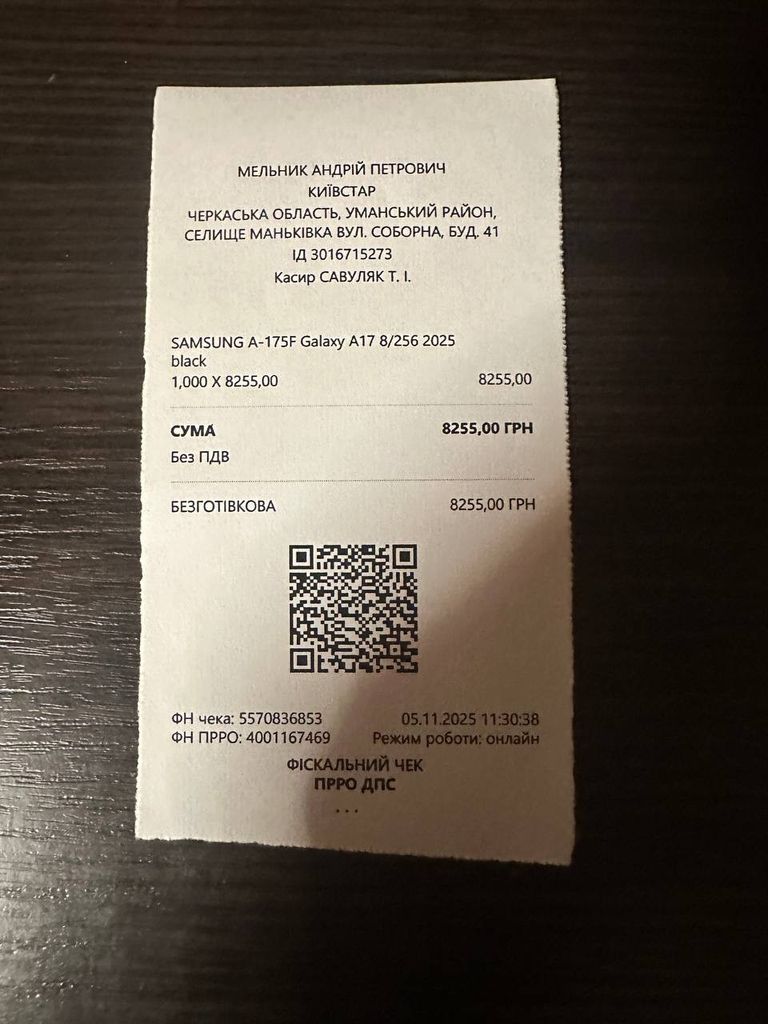 МЕЛЬНИК АНДРІЙ ПЕТРОВИЧ
КИЇВСТАР
ЧЕРКАСЬКА ОБЛАСТЬ, УМАНСЬКИЙ РАЙОН,
СЕЛИЩЕ МАНЬКІВКА ВУЛ. СОБОРНА, БУД. 41
ІД 3016715273
Касир САВУЛЯК Т. І.
SAMSUNG A-175F Galaxy A17 8/256 2025
black
1,000 X 8255,00 8255,00
СУМА 8255,00 ГРН
Без ПДВ
БЕЗГОТІВКОВА 8255,00 ГРН
ФН чека: 5570836853 05.11.2025 11:30:38
ФН ПРРО: 4001167469 Режим роботи: онлайн
ФІСКАЛЬНИЙ ЧЕК
ПРРО ДПС
...